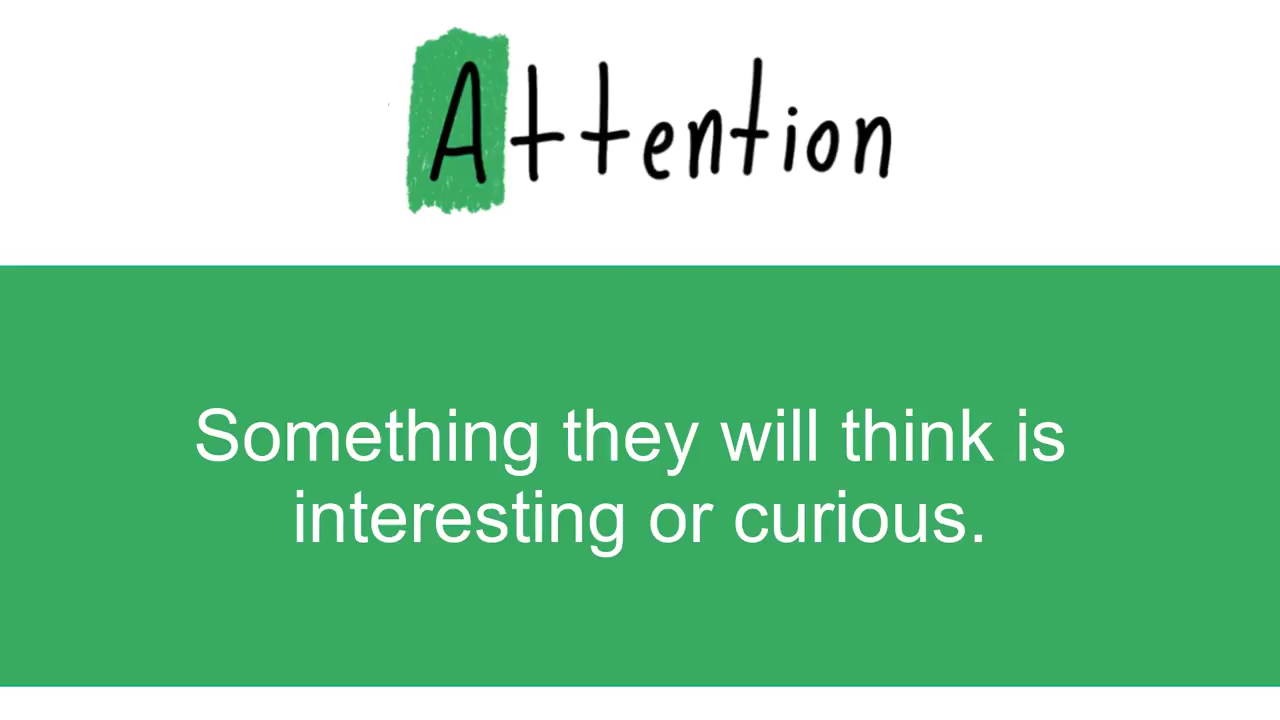 Attention
Something they will think is
interesting or curious.